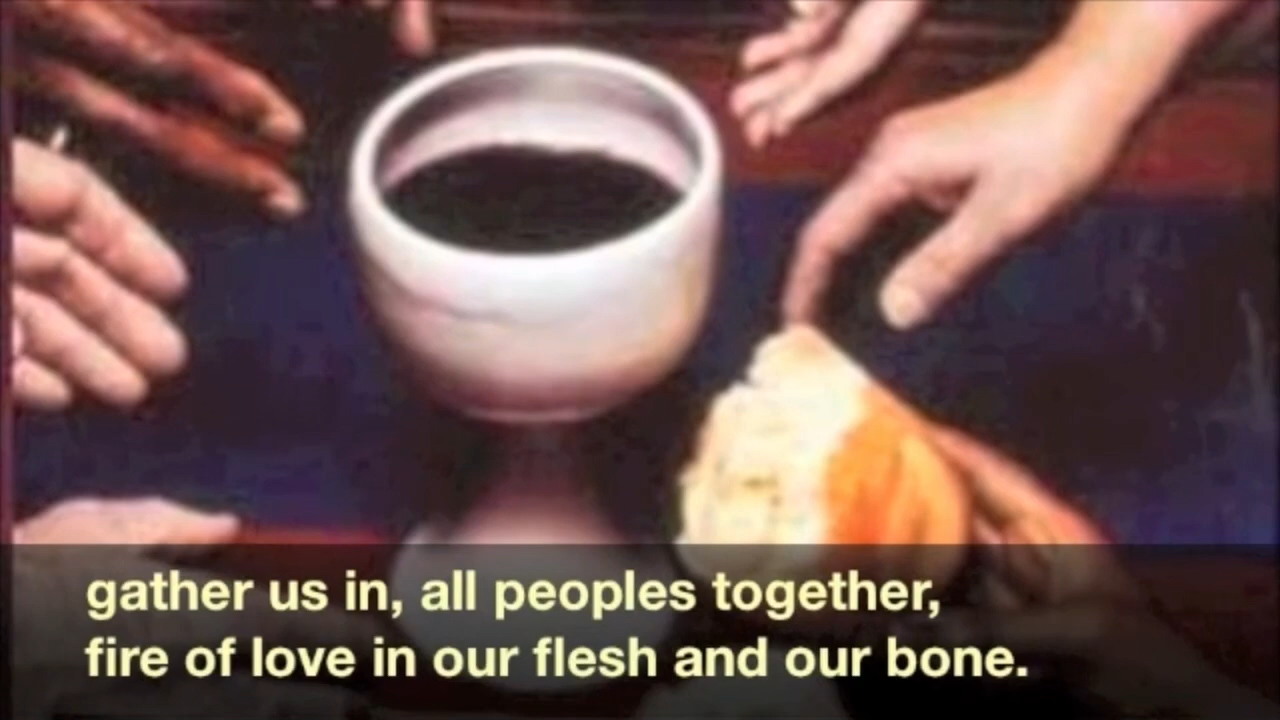 gather us in, all peoples together,
fire of love in our flesh and our bone.